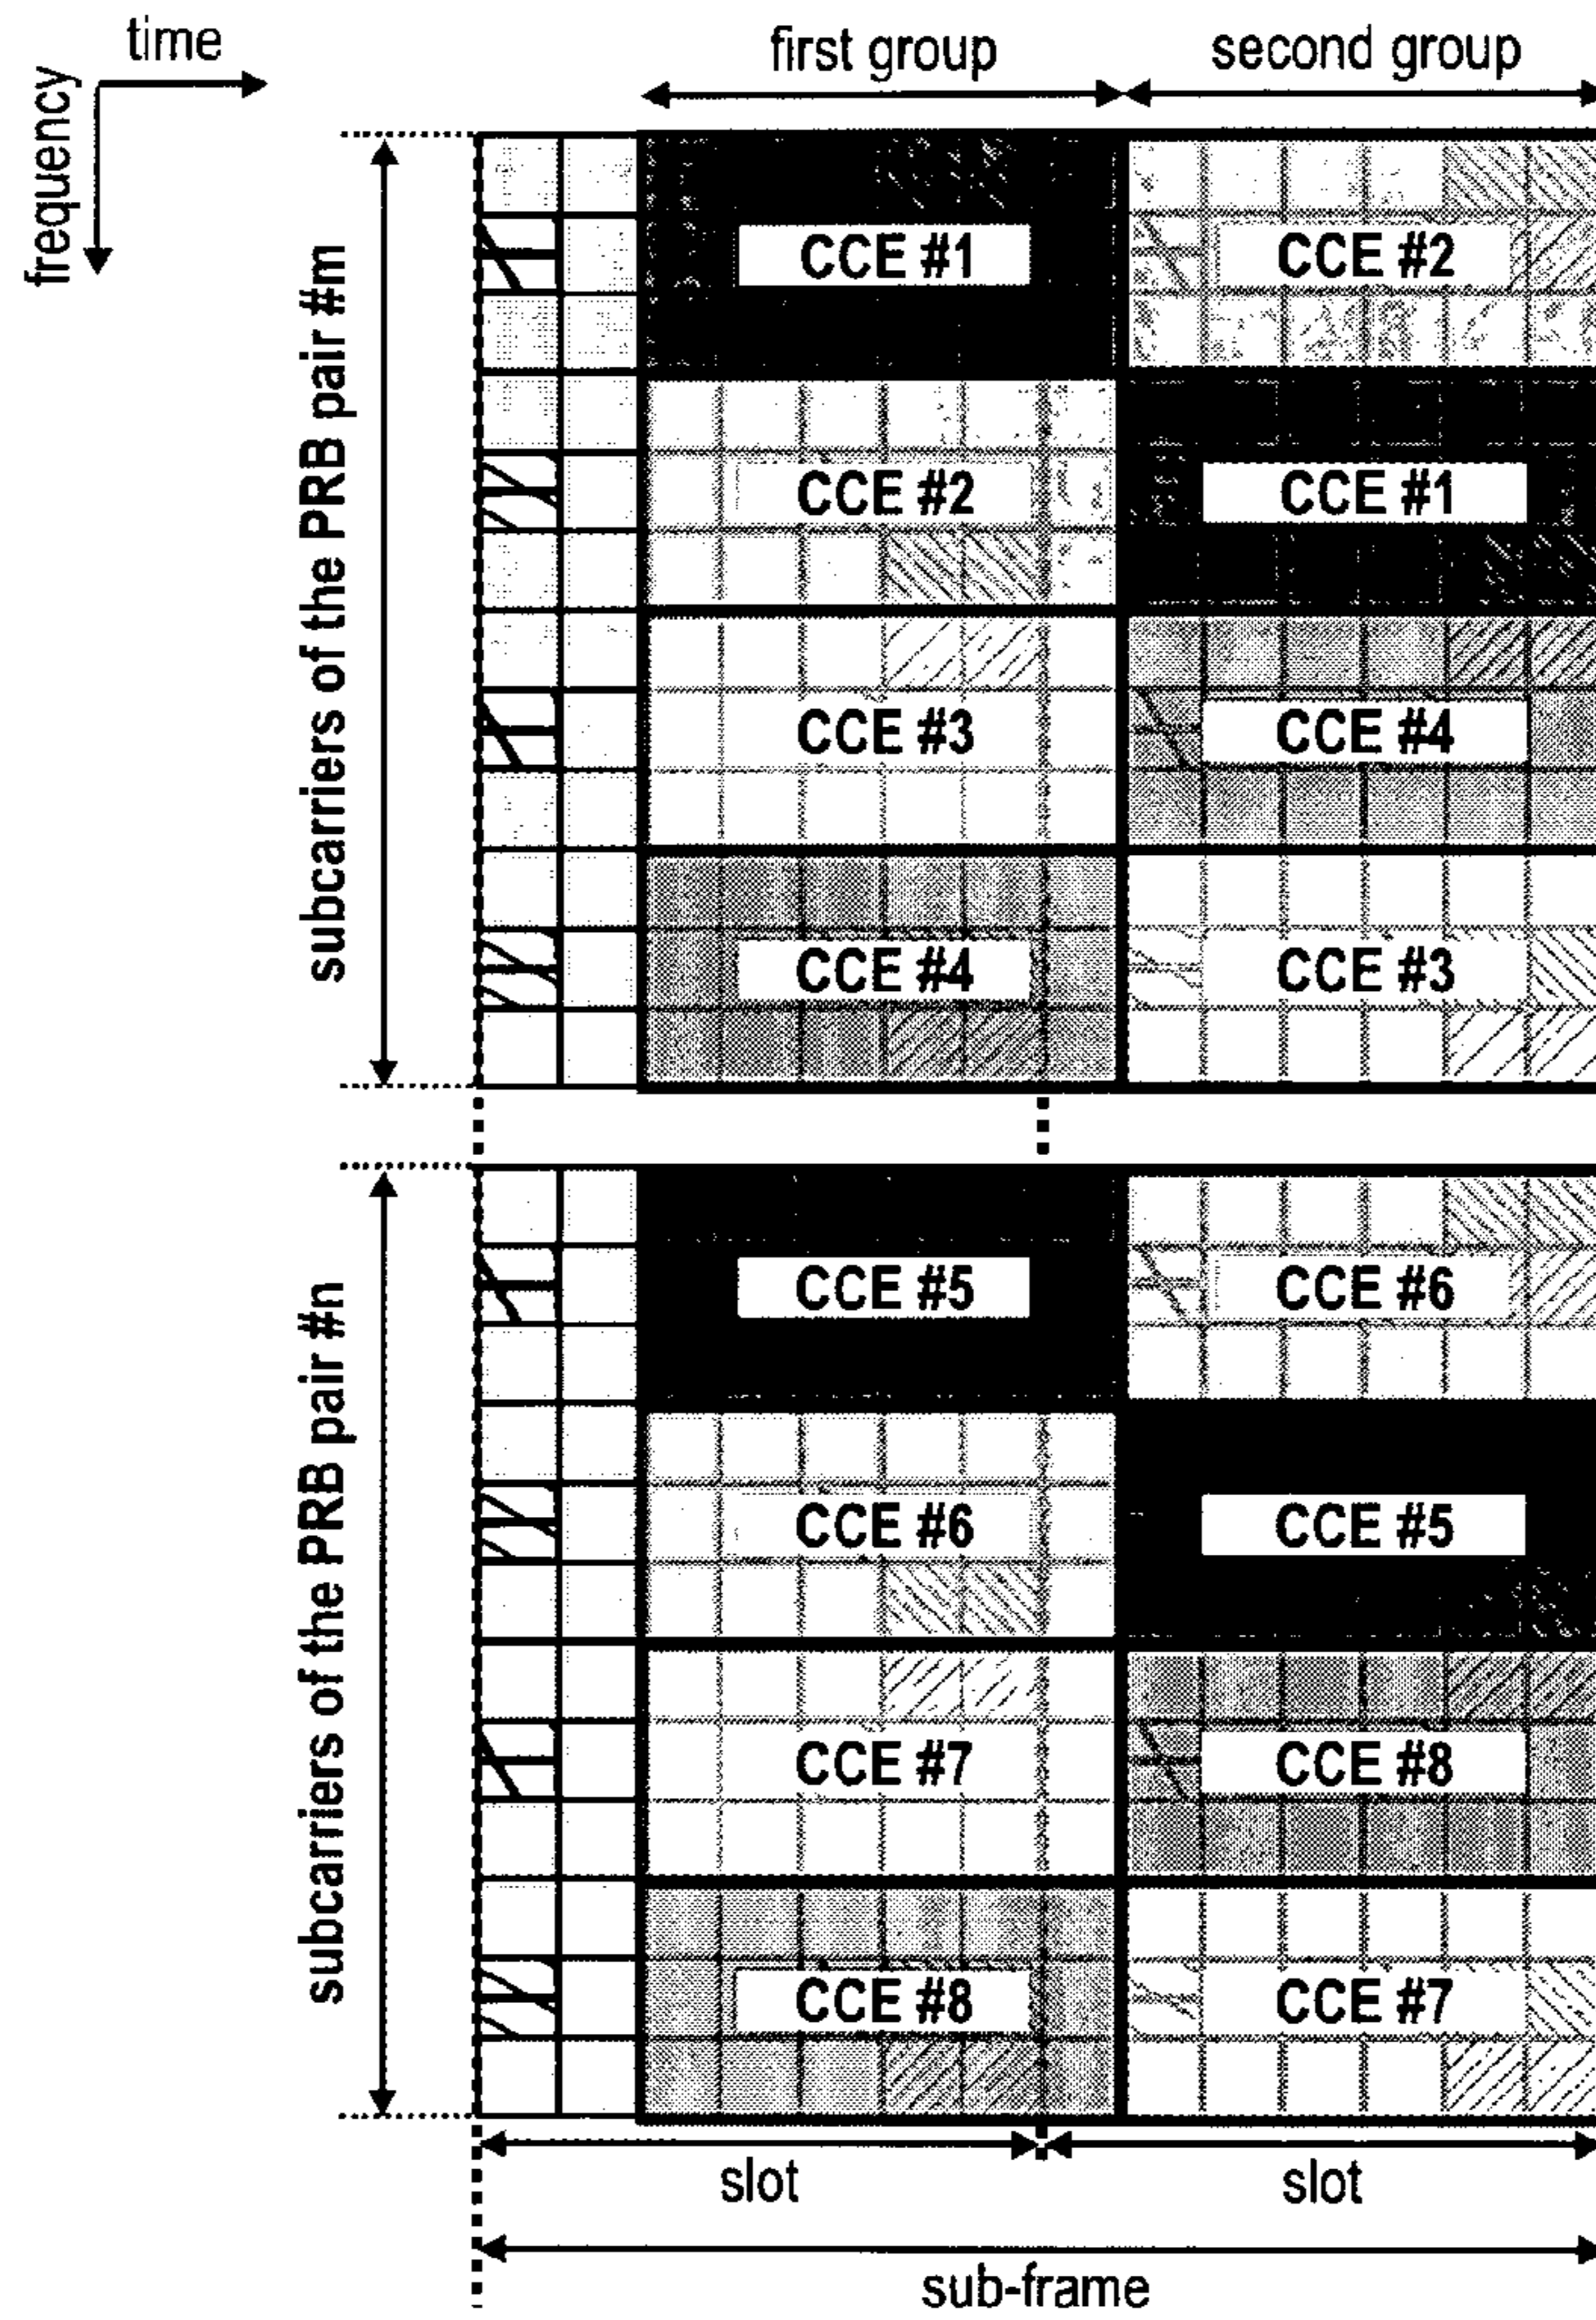 time
first group
second group
frequency
subcarriers of the PRB pair #m
CCE #1
CCE #2
CCE #2
CCE #1
CCE #3
CCE #4
CCE #4
CCE #3
subcarriers of the PRB pair #n
CCE #5
CCE #6
CCE #6
CCE #5
CCE #7
CCE #8
CCE #8
CCE #7
slot
slot
sub-frame